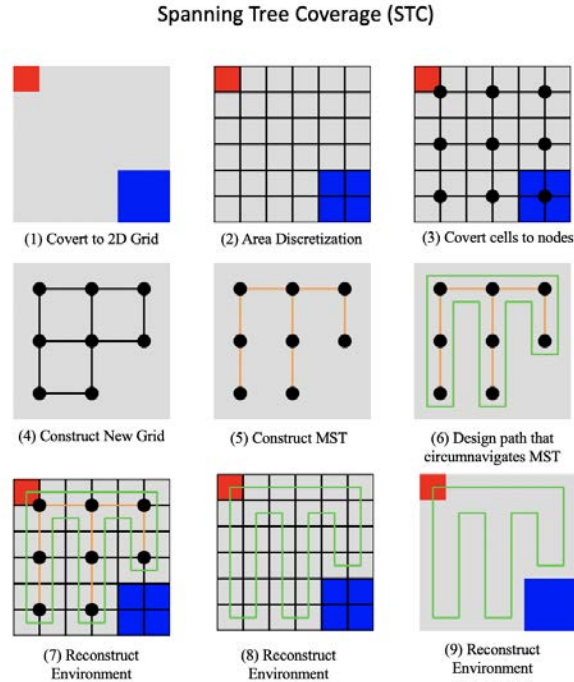 Spanning Tree Coverage (STC)
(1) Covert to 2D Grid
(2) Area Discretization
(3) Covert cells to nodes
(4) Construct New Grid
(5) Construct MST
(6) Design path that
circumnavigates MST
(7) Reconstruct
Environment
(8) Reconstruct
Environment
(9) Reconstruct
Environment